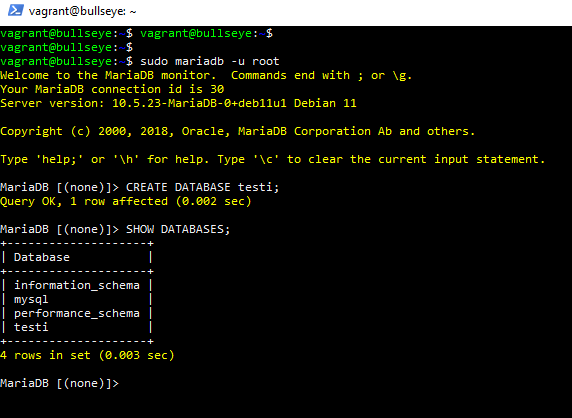 vagrant@bullseye: ~
vagrant@bullseye:~$ vagrant@bullseye:~$
vagrant@bullseye:~$
vagrant@bullseye:~$ sudo mariadb -u root
Welcome to the MariaDB monitor.  Commands end with ; or \g.
Your MariaDB connection id is 30
Server version: 10.5.23-MariaDB-0+deb11u1 Debian 11

Copyright (c) 2000, 2018, Oracle, MariaDB Corporation Ab and others.

Type 'help;' or '\h' for help. Type '\c' to clear the current input statement.

MariaDB [(none)]> CREATE DATABASE testi;
Query OK, 1 row affected (0.002 sec)

MariaDB [(none)]> SHOW DATABASES;
+--------------------+
| Database           |
+--------------------+
| information_schema |
| mysql              |
| performance_schema |
| testi              |
+--------------------+
4 rows in set (0.003 sec)

MariaDB [(none)]>